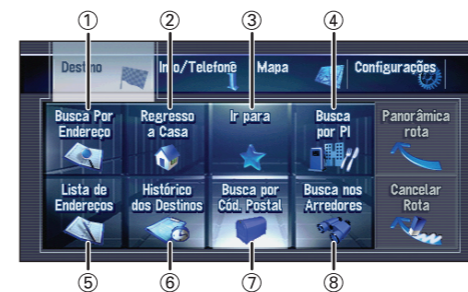 ① ② ③ ④
Destino Info/Telefone Mapa Configurações
Busca Por
Endereço
Regresso
a Casa
Ir para
Busca
por PI
Panorâmica
rota
Lista de
Endereços
Histórico
dos Destinos
Busca por
Cód. Postal
Busca nos
Arredores
Cancelar
Rota
⑤ ⑥ ⑦ ⑧